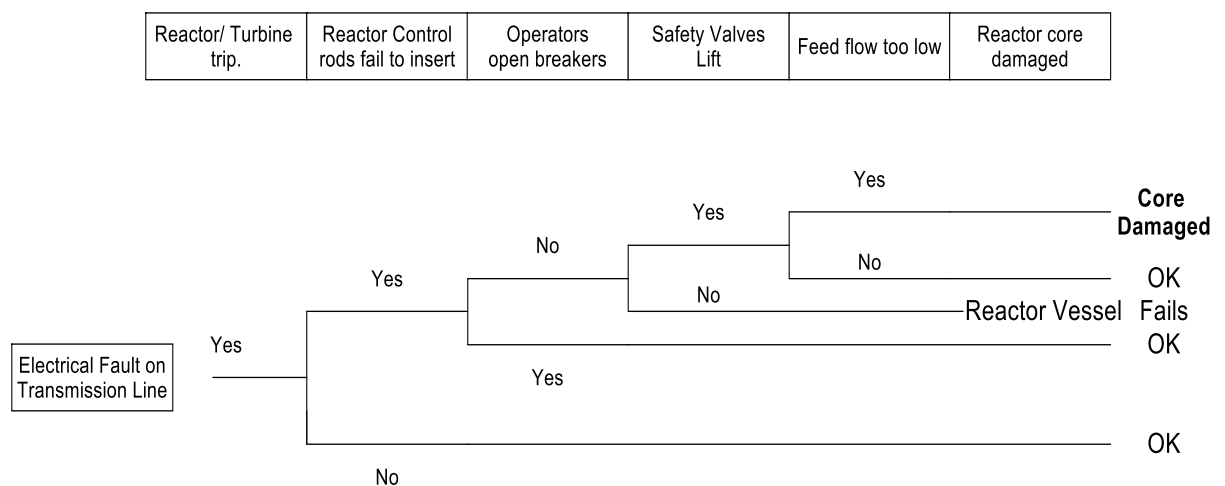 Reactor/ Turbine
trip.
Reactor Control
rods fail to insert
Operators
open breakers
Safety Valves
Lift
Feed flow too low
Reactor core
damaged
Yes
Core
Damaged
Yes
No
No
OK
Yes
No
Reactor Vessel Fails
Yes
OK
Electrical Fault on
Transmission Line
Yes
OK
No